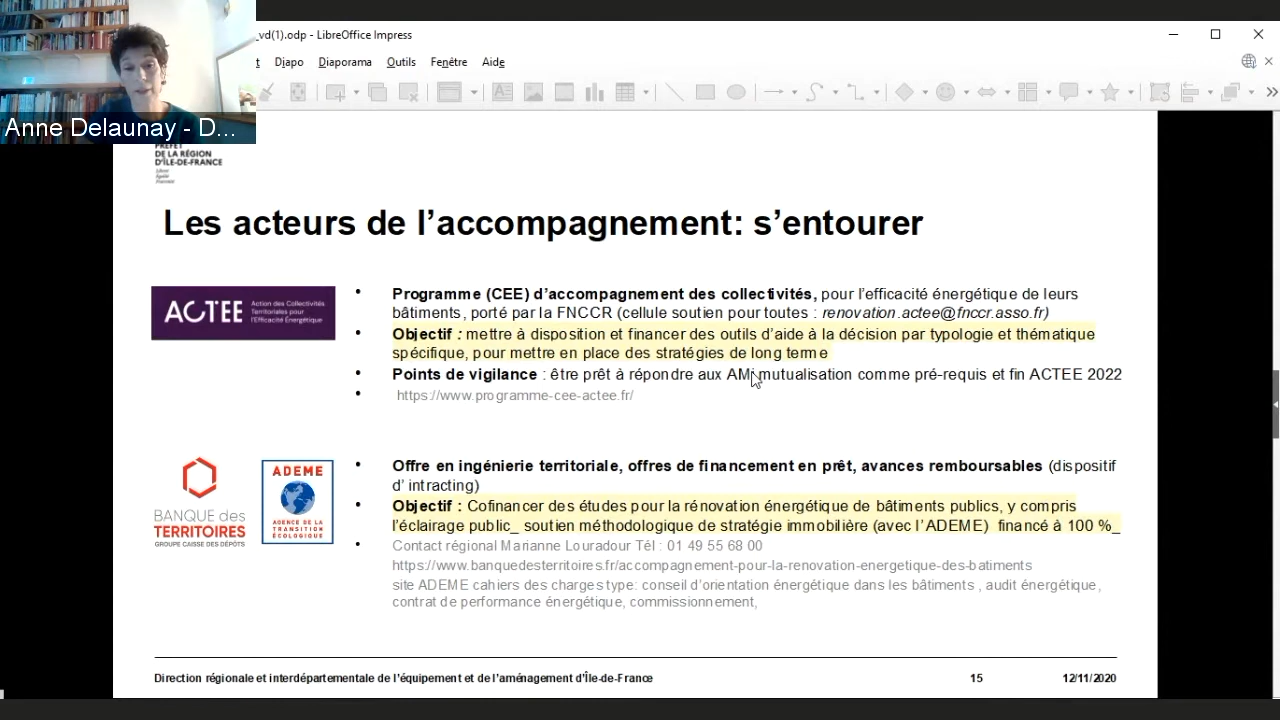 _vd(1).odp - LibreOffice Impress
Diapo Diaporama Outils Fenêtre Aide
Anne Delaunay - D...
PRÉFET
DE LA RÉGION
D'ÎLE-DE-FRANCE
Liberté
Égalité
Fraternité
Les acteurs de l'accompagnement: s'entourer
ACTEE
Action des Collectivités
Territoriales pour
l'Efficacité Énergétique
• Programme (CEE) d'accompagnement des collectivités, pour l'efficacité énergétique de leurs
bâtiments, porté par la FNCCR (cellule soutien pour toutes : renovation.actee@fnccr.asso.fr)
• Objectif : mettre à disposition et financer des outils d'aide à la décision par typologie et thématique
spécifique, pour mettre en place des stratégies de long terme
• Points de vigilance : être prêt à répondre aux AMI mutualisation comme pré-requis et fin ACTEE 2022
• https://www.programme-cee-actee.fr/
BANQUE des
TERRITOIRES
GROUPE CAISSE DES DÉPÔTS
ADEME
AGENCE DE LA
TRANSITION
ÉCOLOGIQUE
• Offre en ingénierie territoriale, offres de financement en prêt, avances remboursables (dispositif
d' intracting)
• Objectif : Cofinancer des études pour la rénovation énergétique de bâtiments publics, y compris
l'éclairage public_ soutien méthodologique de stratégie immobilière (avec l'ADEME) financé à 100 %_
• Contact régional Marianne Louradour Tél : 01 49 55 68 00
https://www.banquedesterritoires.fr/accompagnement-pour-la-renovation-energetique-des-batiments
site ADEME cahiers des charges type: conseil d'orientation énergétique dans les bâtiments , audit énergétique,
contrat de performance énergétique, commissionnement,
Direction régionale et interdépartementale de l'équipement et de l'aménagement d'Île-de-France
15
12/11/2020